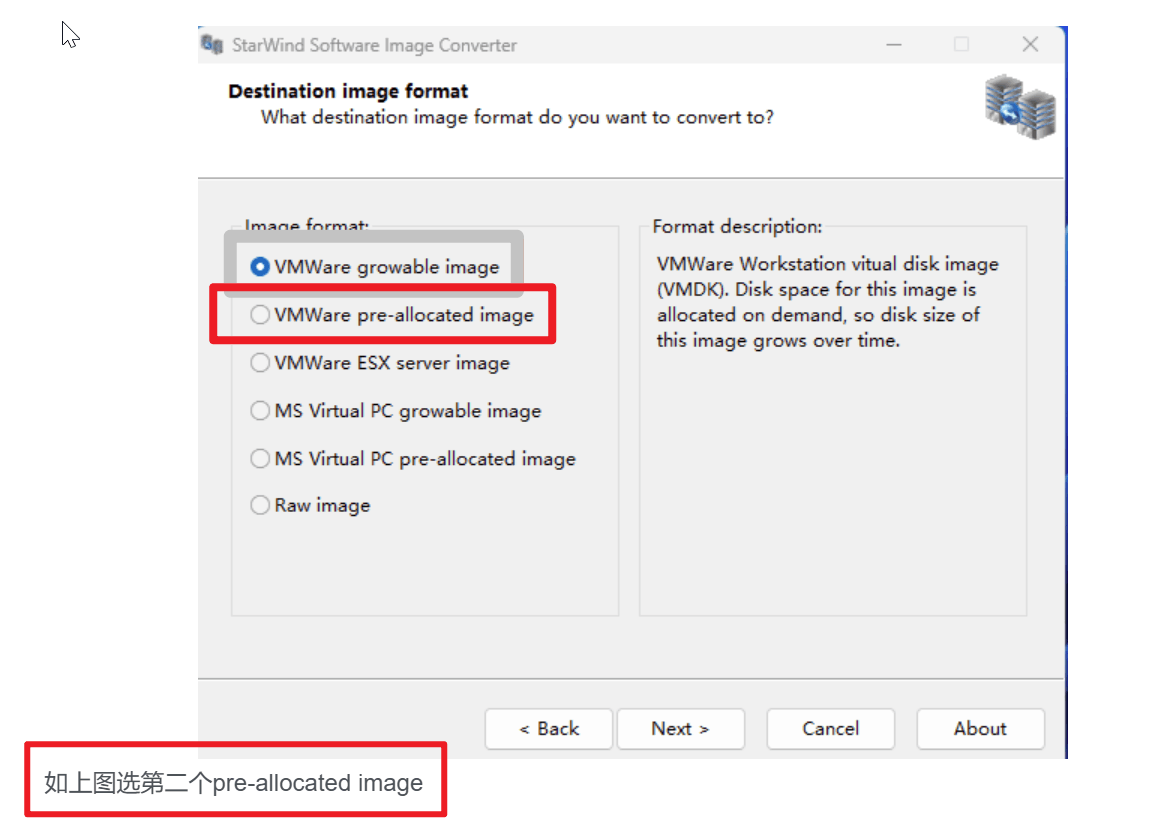 StarWind Software Image Converter
Destination image format
What destination image format do you want to convert to?
Image format:
VMWare growable image
VMWare pre-allocated image
VMWare ESX server image
MS Virtual PC growable image
MS Virtual PC pre-allocated image
Raw image
Format description:
VMWare Workstation vitual disk image
(VMDK). Disk space for this image is
allocated on demand, so disk size of
this image grows over time.
< Back
Next >
Cancel
About
如上图选第二个pre-allocated image